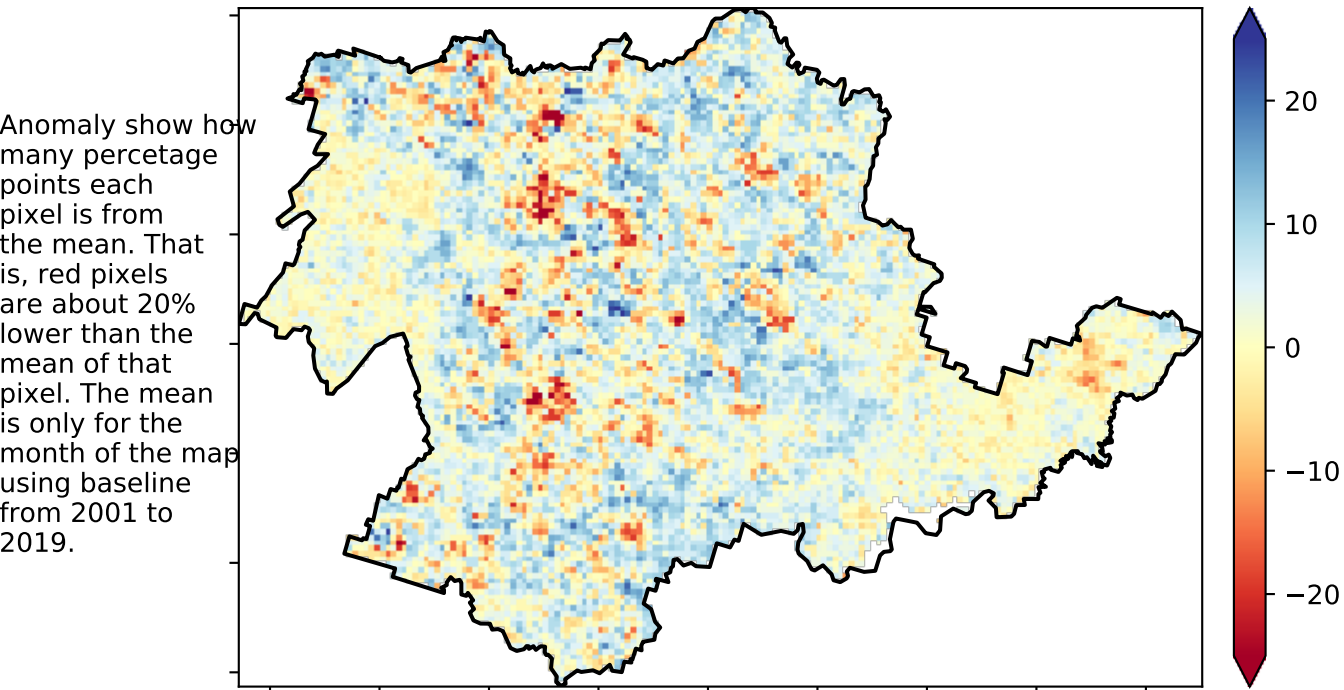 Anomaly show how
many percetage
points each
pixel is from
the mean. That
is, red pixels
are about 20%
lower than the
mean of that
pixel. The mean
is only for the
month of the map
using baseline
from 2001 to
2019.
20
10
0
−10
−20